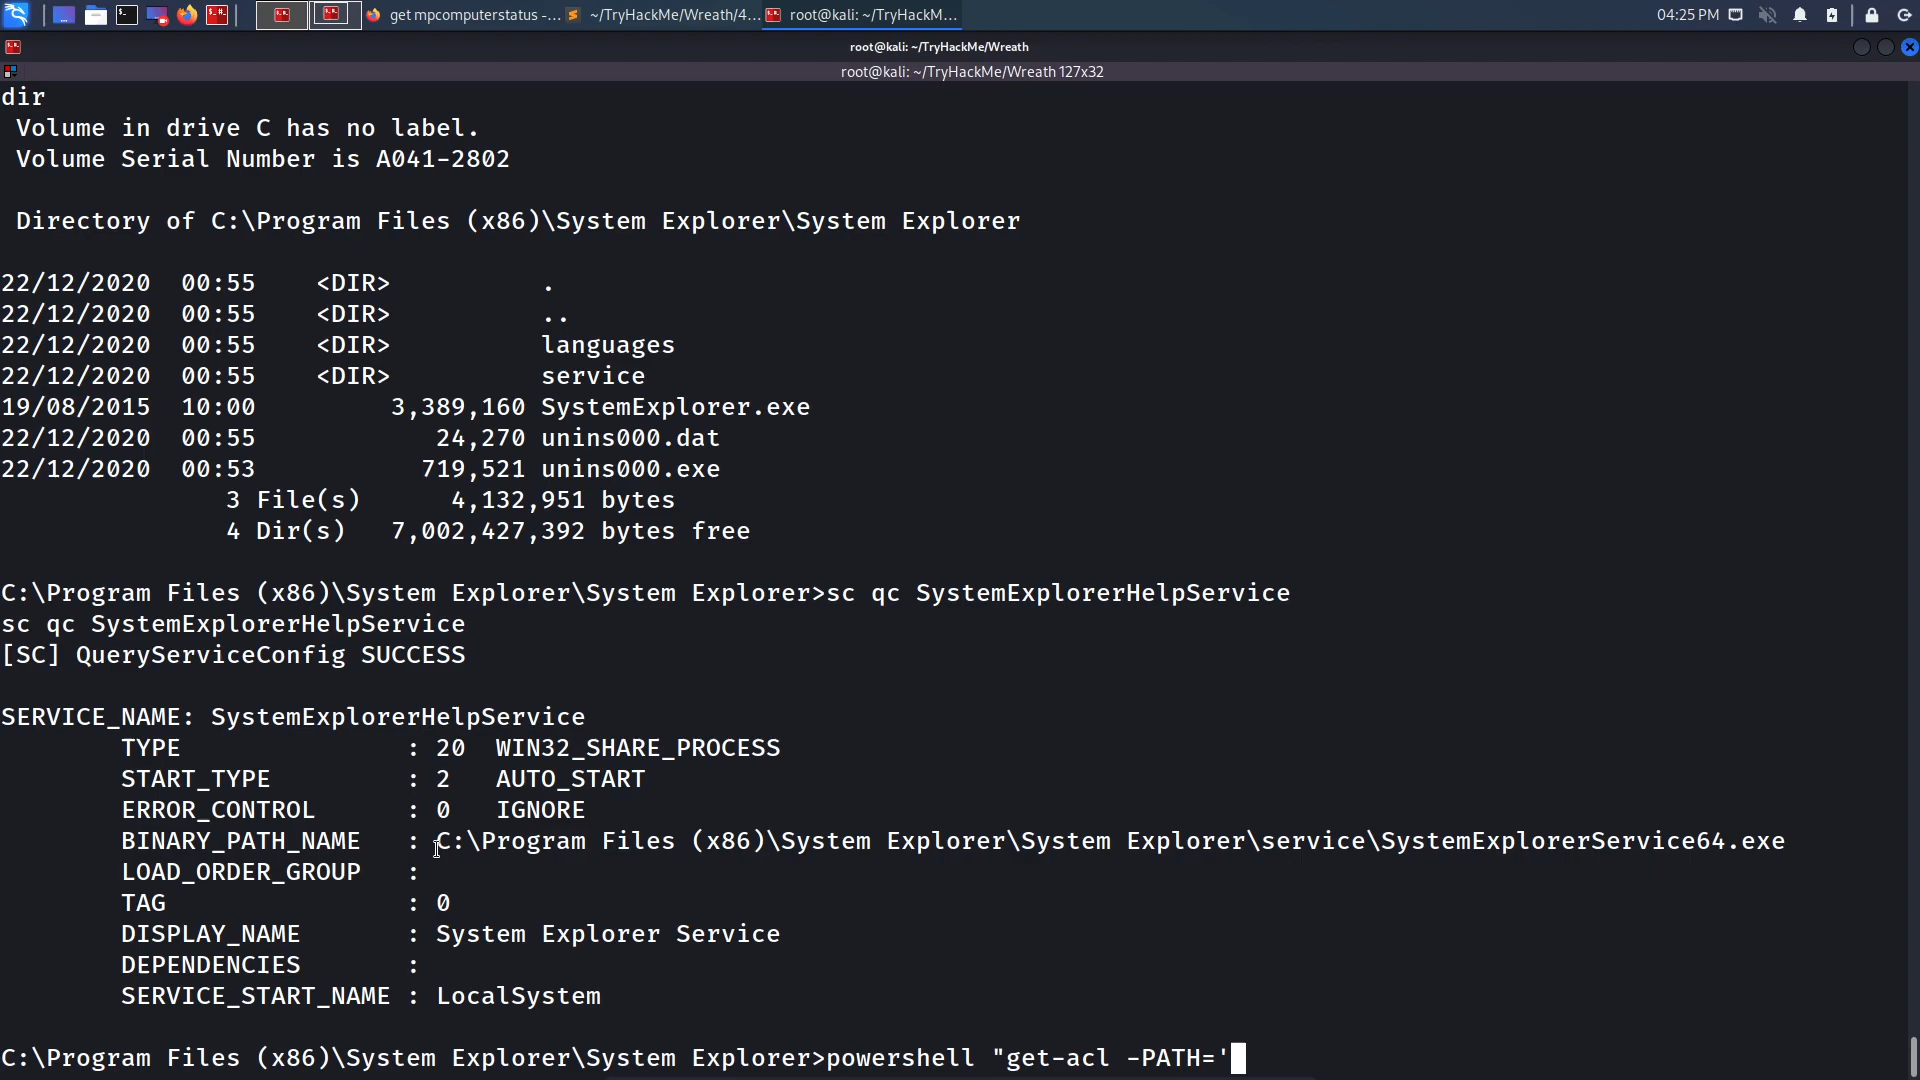 get mpcomputerstatus -...
~/TryHackMe/Wreath/4...
root@kali: ~/TryHackM...
04:25 PM
root@kali: ~/TryHackMe/Wreath
root@kali: ~/TryHackMe/Wreath 127x32
dir
Volume in drive C has no label.
Volume Serial Number is A041-2802
Directory of C:\Program Files (x86)\System Explorer\System Explorer
22/12/2020  00:55    <DIR>          .
22/12/2020  00:55    <DIR>          ..
22/12/2020  00:55    <DIR>          languages
22/12/2020  00:55    <DIR>          service
19/08/2015  10:00         3,389,160 SystemExplorer.exe
22/12/2020  00:55            24,270 unins000.dat
22/12/2020  00:53           719,521 unins000.exe
3 File(s)      4,132,951 bytes
4 Dir(s)   7,002,427,392 bytes free
C:\Program Files (x86)\System Explorer\System Explorer>sc qc SystemExplorerHelpService
sc qc SystemExplorerHelpService
[SC] QueryServiceConfig SUCCESS
SERVICE_NAME: SystemExplorerHelpService
TYPE               : 20  WIN32_SHARE_PROCESS
START_TYPE         : 2   AUTO_START
ERROR_CONTROL      : 0   IGNORE
BINARY_PATH_NAME   : C:\Program Files (x86)\System Explorer\System Explorer\service\SystemExplorerService64.exe
LOAD_ORDER_GROUP   :
TAG                : 0
DISPLAY_NAME       : System Explorer Service
DEPENDENCIES       :
SERVICE_START_NAME : LocalSystem
C:\Program Files (x86)\System Explorer\System Explorer>powershell "get-acl -PATH='